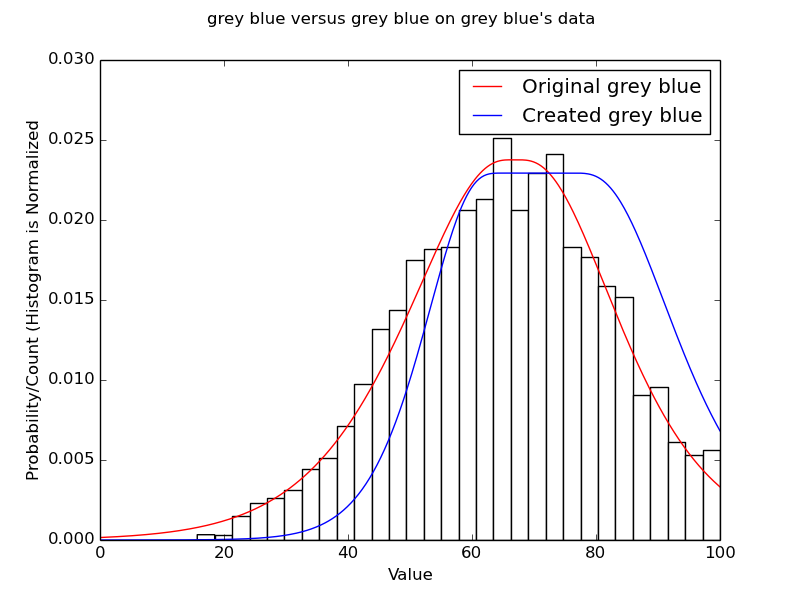 grey blue versus grey blue on grey blue's data
Original grey blue
Created grey blue
0.030
0.025
0.020
0.015
0.010
0.005
0.000
Probability/Count (Histogram is Normalized
0 20 40 60 80 100
Value